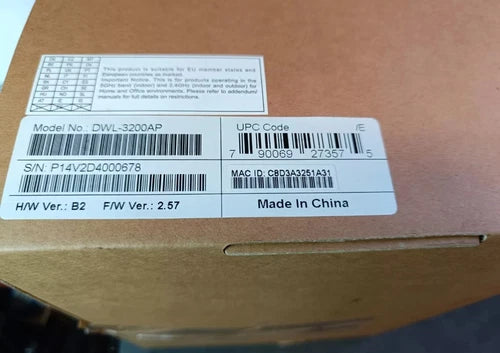 This product is suitable for EU member states and
European countries as marked.
Warning Notice: This is for products operating in the
5GHz band (indoor) and 2.4GHz (indoor and outdoor) for
Home and Office environments. Please refer to addendum/
manuals for full details on restrictions.
Model No.: DWL-3200AP
S/N: P14V2D4000678
H/W Ver.: B2 F/W Ver.: 2.57
UPC Code /E
7 90069 27357 5
MAC ID: C8D3A3251A31
Made In China